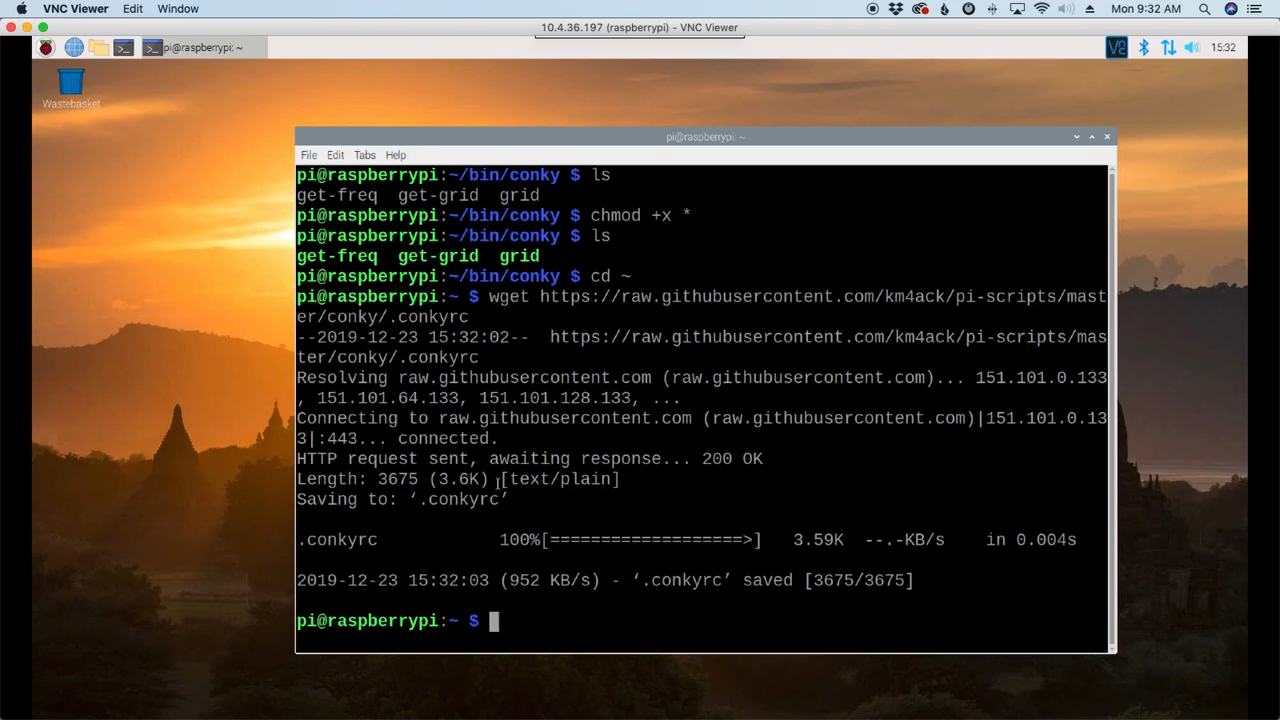 VNC Viewer Edit Window Mon 9:32 AM
10.4.36.197 (raspberrypi) - VNC Viewer
pi@raspberrypi: ~ 15:32
Wastebasket
pi@raspberrypi: ~
File Edit Tabs Help
pi@raspberrypi:~/bin/conky $ ls
get-freq  get-grid  grid
pi@raspberrypi:~/bin/conky $ chmod +x *
pi@raspberrypi:~/bin/conky $ ls
get-freq  get-grid  grid
pi@raspberrypi:~/bin/conky $ cd ~
pi@raspberrypi:~ $ wget https://raw.githubusercontent.com/km4ack/pi-scripts/mast
er/conky/.conkyrc
--2019-12-23 15:32:02--  https://raw.githubusercontent.com/km4ack/pi-scripts/mas
ter/conky/.conkyrc
Resolving raw.githubusercontent.com (raw.githubusercontent.com)... 151.101.0.133
, 151.101.64.133, 151.101.128.133, ...
Connecting to raw.githubusercontent.com (raw.githubusercontent.com)|151.101.0.13
3|:443... connected.
HTTP request sent, awaiting response... 200 OK
Length: 3675 (3.6K) [text/plain]
Saving to: ‘.conkyrc’
.conkyrc            100%[===================>]   3.59K  --.-KB/s    in 0.004s
2019-12-23 15:32:03 (952 KB/s) - ‘.conkyrc’ saved [3675/3675]
pi@raspberrypi:~ $